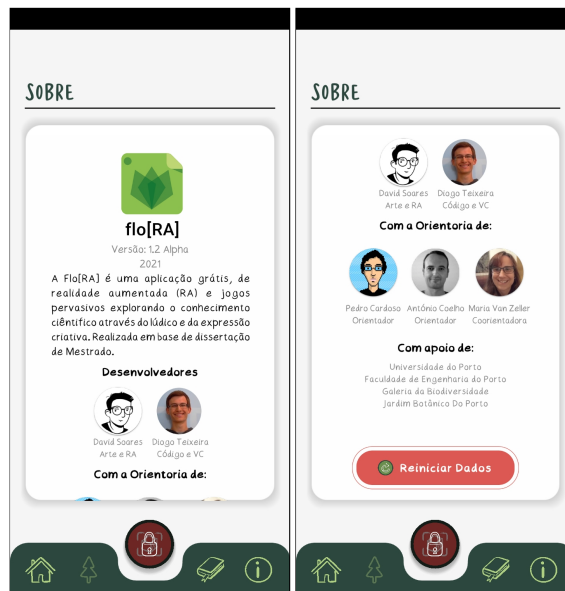 SOBRE
flo[RA]
Versão: 1.2 Alpha
2021
A Flo[RA] é uma aplicação grátis, de
realidade aumentada (RA) e jogos
pervasivos explorando o conhecimento
ciêntifico através do lúdico e da expressão
criativa. Realizada em base de dissertação
de Mestrado.
Desenvolvedores
David Soares Diogo Teixeira
Arte e RA Código e VC
Com a Orientoria de:
SOBRE
David Soares Diogo Teixeira
Arte e RA Código e VC
Com a Orientoria de:
Pedro Cardoso António Coelho Maria Van Zeller
Orientador Orientador Coorientadora
Com apoio de:
Universidade do Porto
Faculdade de Engenharia do Porto
Galeria da Biodiversidade
Jardim Botânico Do Porto
Reiniciar Dados